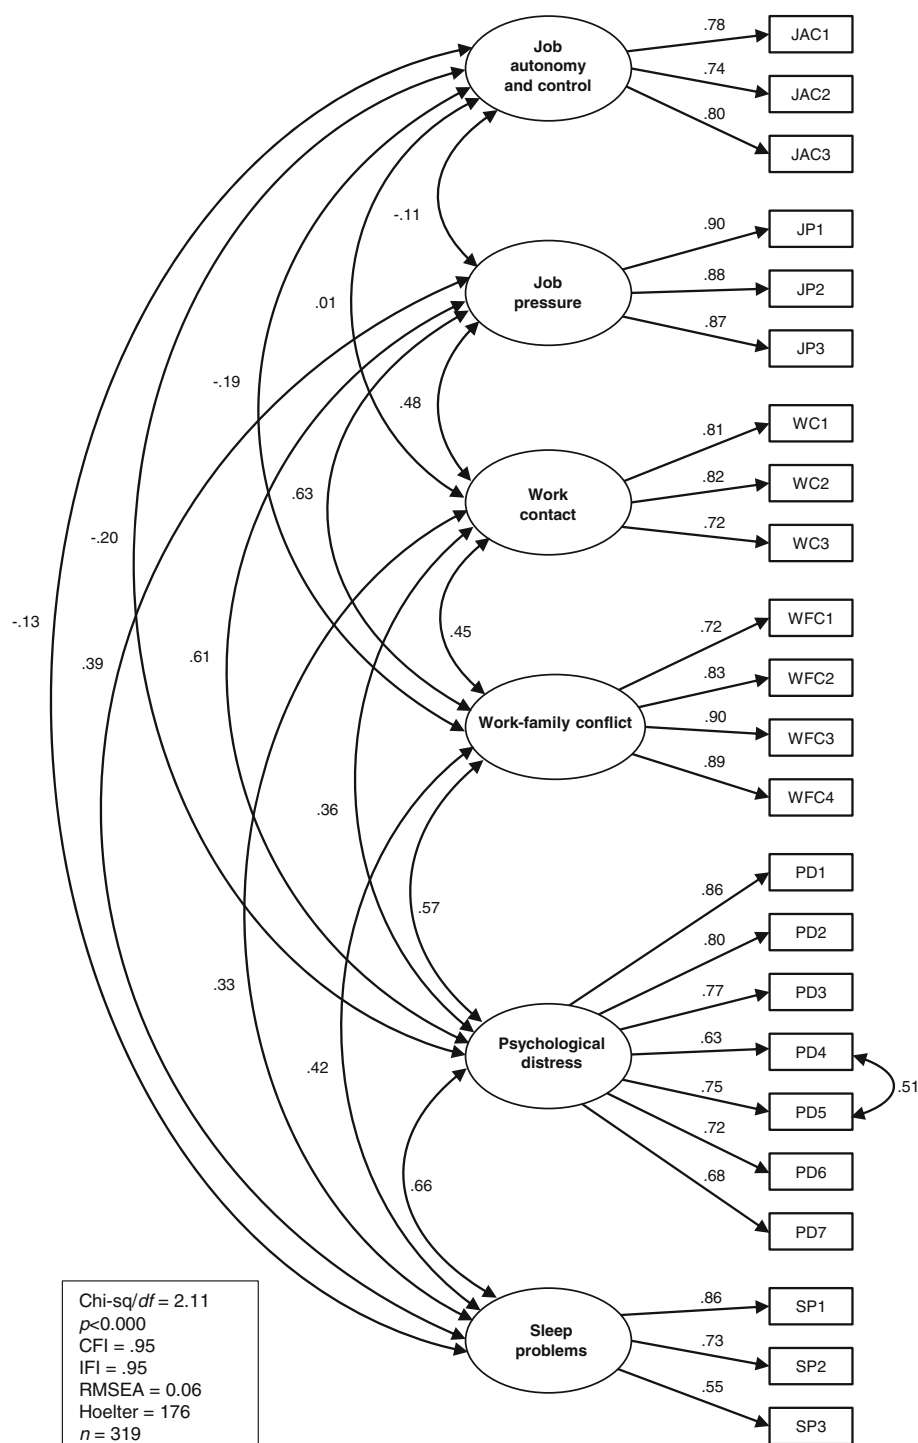 Job
autonomy
and control
.78
JAC1
.74
JAC2
.80
JAC3
-.11
Job
pressure
.90
JP1
.88
JP2
.87
JP3
.01
-.19
.48
Work
contact
.81
WC1
.82
WC2
.72
WC3
.63
-.20
-.13
.39
.61
.45
Work-family conflict
.72
WFC1
.83
WFC2
.90
WFC3
.89
WFC4
.36
.57
.33
.42
Psychological
distress
.86
PD1
.80
PD2
.77
PD3
.63
PD4
.75
PD5
.51
.72
PD6
.68
PD7
.66
Sleep
problems
.86
SP1
.73
SP2
.55
SP3
Chi-sq/df = 2.11
p<0.000
CFI = .95
IFI = .95
RMSEA = 0.06
Hoelter = 176
n = 319